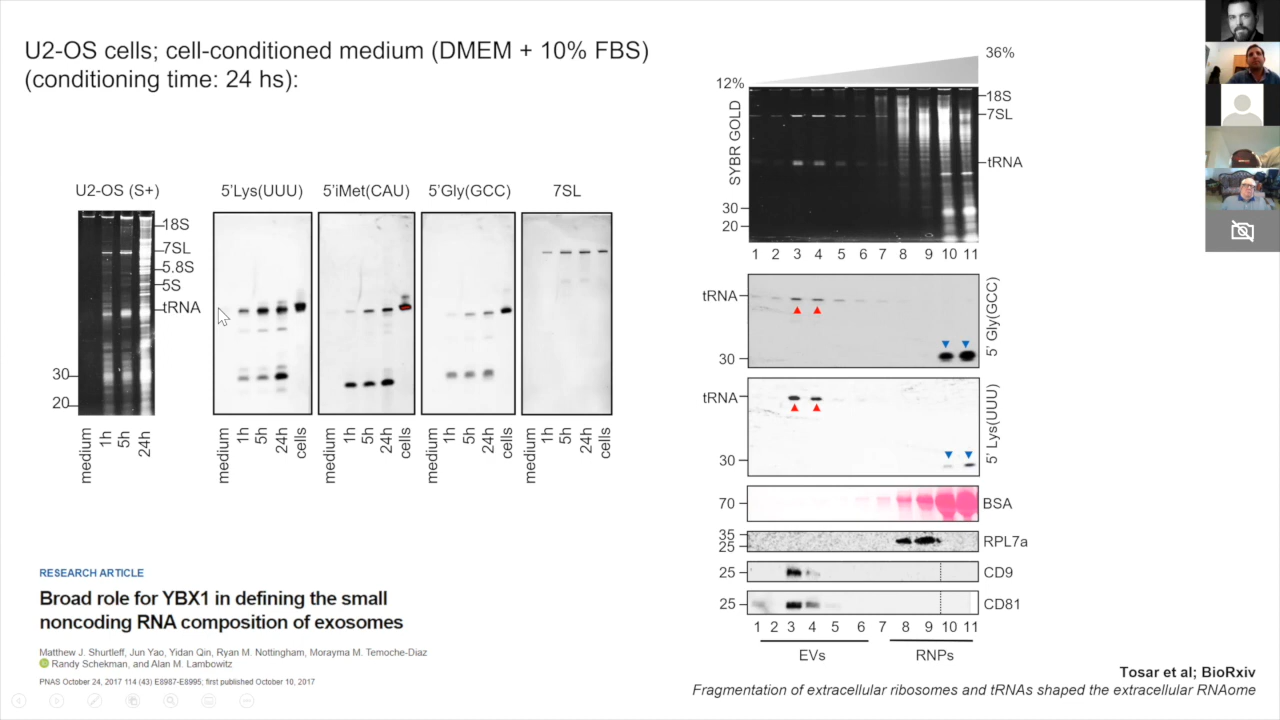 U2-OS cells; cell-conditioned medium (DMEM + 10% FBS)
(conditioning time: 24 hs):
U2-OS (S+)
18S
7SL
5.8S
5S
tRNA
30
20
medium
1h
5h
24h
5'Lys(UUU)
medium
1h
5h
24h
cells
5'iMet(CAU)
medium
1h
5h
24h
cells
5'Gly(GCC)
medium
1h
5h
24h
cells
7SL
medium
1h
5h
24h
cells
RESEARCH ARTICLE
Broad role for YBX1 in defining the small
noncoding RNA composition of exosomes
Matthew J. Shurtleff, Jun Yao, Yidan Qin, Ryan M. Nottingham, Morayma M. Temoche-Diaz
Randy Schekman, and Alan M. Lambowitz
PNAS October 24, 2017 114 (43) E8987-E8995; first published October 10, 2017
36%
12%
SYBR GOLD
18S
7SL
tRNA
30
20
1 2 3 4 5 6 7 8 9 10 11
tRNA
30
5' Gly(GCC)
tRNA
30
5' Lys(UUU)
70
BSA
35
25
RPL7a
25
CD9
25
CD81
1 2 3 4 5 6 7 8 9 10 11
EVs RNPs
Tosar et al; BioRxiv
Fragmentation of extracellular ribosomes and tRNAs shaped the extracellular RNAome